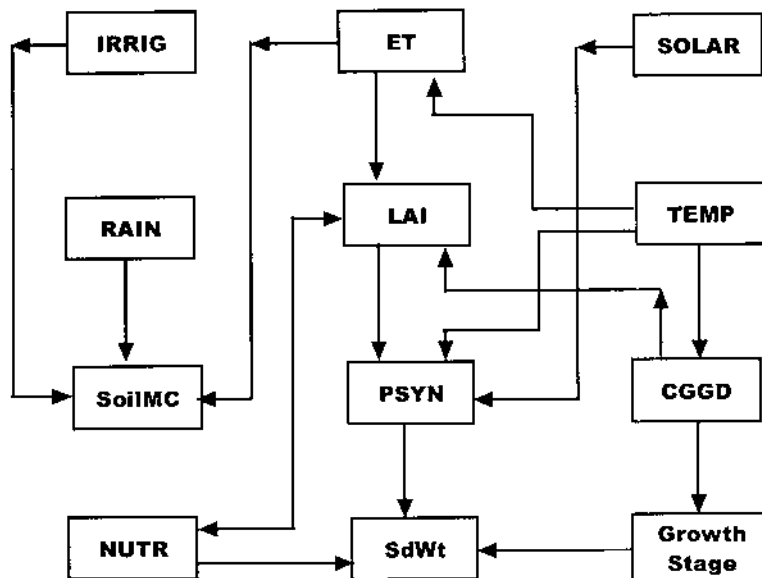 IRRIG
ET
SOLAR
RAIN
LAI
TEMP
SoilMC
PSYN
CGGD
NUTR
SdWt
Growth
Stage